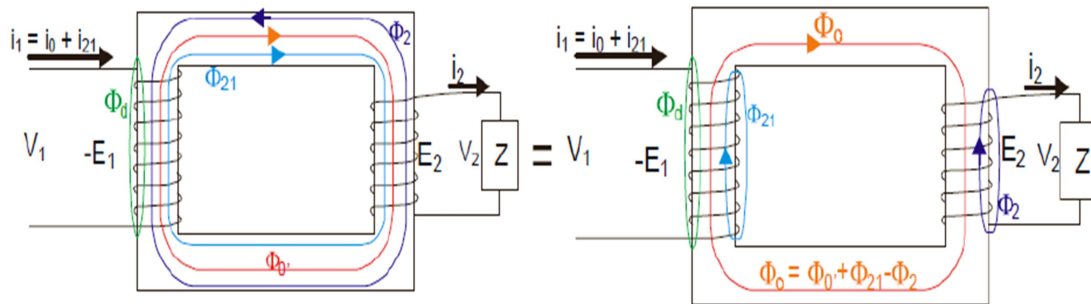 i₁ = i₀ + i₂₁
Φ₂
Φ₂₁
i₂
Φd
V₁
-E₁
E₂
V₂
Z
Φ₀'
=
i₁ = i₀ + i₂₁
Φ₀
i₂
Φd
Φ₂₁
V₁
-E₁
E₂
V₂
Z
Φ₂
Φ₀ = Φ₀'+Φ₂₁-Φ₂